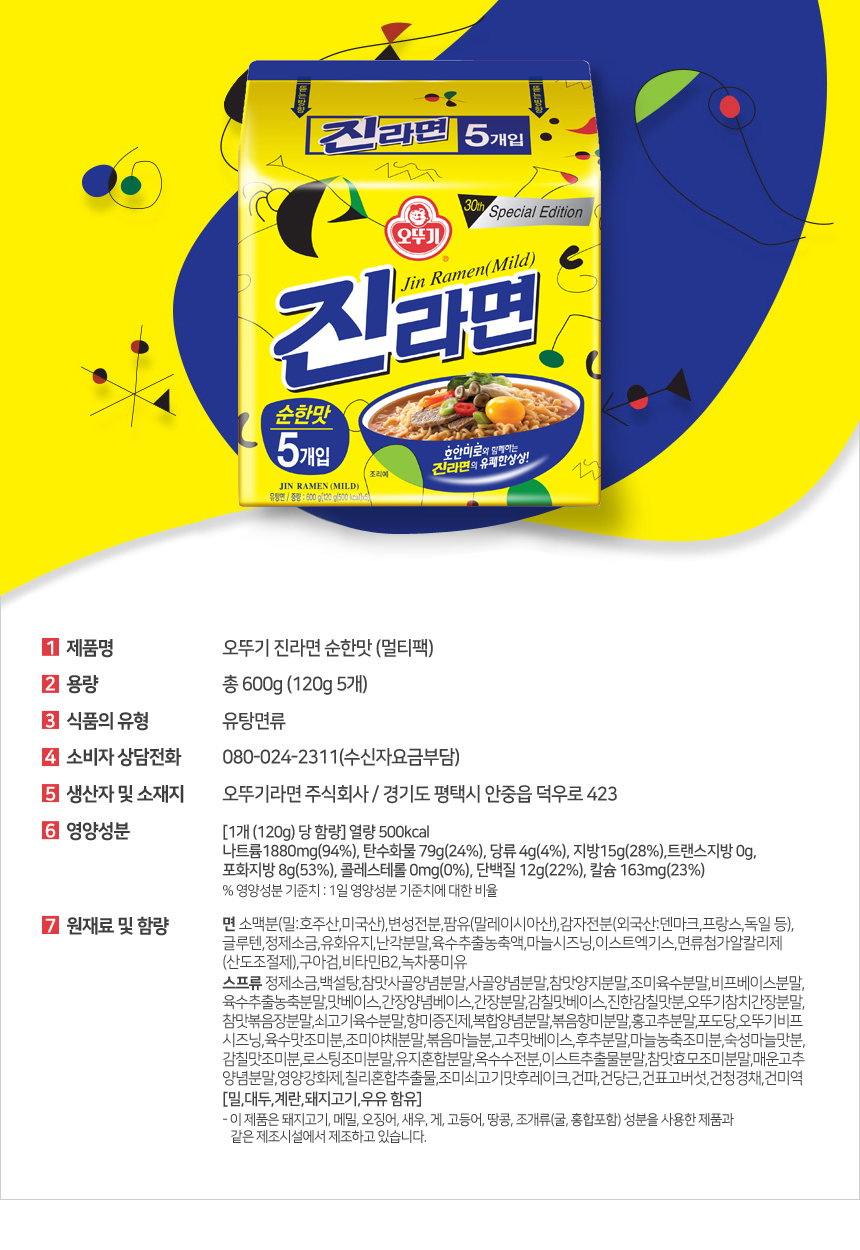 뜯는방향
뜯는방향
진라면 5개입
30th Special Edition
오뚜기
®
Jin Ramen(Mild)
진라면
순한맛
5개입
호안미로와 함께하는
진라면의 유쾌한상상!
조리예
JIN RAMEN (MILD)
유탕면 / 중량 : 600 g(120 g(500 kcal)x5)
1 제품명 오뚜기 진라면 순한맛 (멀티팩)
2 용량 총 600g (120g 5개)
3 식품의 유형 유탕면류
4 소비자 상담전화 080-024-2311(수신자요금부담)
5 생산자 및 소재지 오뚜기라면 주식회사 / 경기도 평택시 안중읍 덕우로 423
6 영양성분 [1개 (120g) 당 함량] 열량 500kcal
나트륨1880mg(94%), 탄수화물 79g(24%), 당류 4g(4%), 지방15g(28%),트랜스지방 0g,
포화지방 8g(53%), 콜레스테롤 0mg(0%), 단백질 12g(22%), 칼슘 163mg(23%)
% 영양성분 기준치 : 1일 영양성분 기준치에 대한 비율
7 원재료 및 함량 면 소맥분(밀:호주산,미국산),변성전분,팜유(말레이시아산),감자전분(외국산:덴마크,프랑스,독일 등),
글루텐,정제소금,유화유지,난각분말,육수추출농축액,마늘시즈닝,이스트엑기스,면류첨가알칼리제
(산도조절제),구아검,비타민B2,녹차풍미유
스프류 정제소금,백설탕,참맛사골양념분말,사골양념분말,참맛양지분말,조미육수분말,비프베이스분말,
육수추출농축분말,맛베이스,간장양념베이스,간장분말,감칠맛베이스,진한감칠맛분,오뚜기참치간장분말,
참맛볶음장분말,쇠고기육수분말,향미증진제,복합양념분말,볶음향미분말,홍고추분말,포도당,오뚜기비프
시즈닝,육수맛조미분,조미야채분말,볶음마늘분,고추맛베이스,후추분말,마늘농축조미분,숙성마늘맛분,
감칠맛조미분,로스팅조미분말,유지혼합분말,옥수수전분,이스트추출물분말,참맛효모조미분말,매운고추
양념분말,영양강화제,칠리혼합추출물,조미쇠고기맛후레이크,건파,건당근,건표고버섯,건청경채,건미역
[밀,대두,계란,돼지고기,우유 함유]
- 이 제품은 돼지고기, 메밀, 오징어, 새우, 게, 고등어, 땅콩, 조개류(굴, 홍합포함) 성분을 사용한 제품과
같은 제조시설에서 제조하고 있습니다.